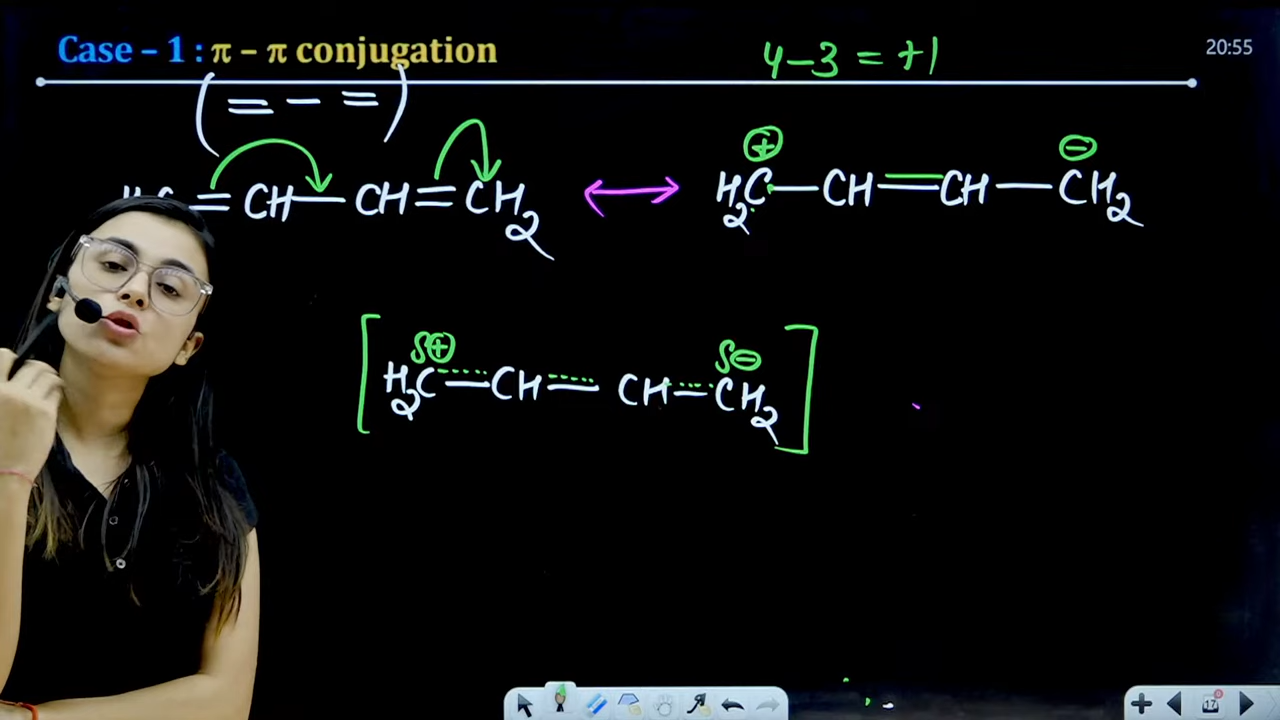 Case – 1 : π – π conjugation
4–3 = +1
20:55
( = – = )
=CH—CH=CH₂ ↔ H₂C⊕—CH=CH—CH₂⊖
[H₂C—CH=CH—CH₂]
δ⊕ δ⊖
17